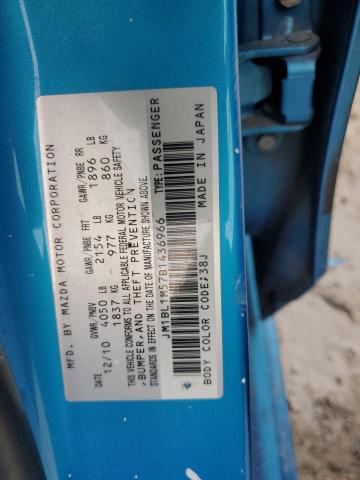 MFD. BY MAZDA MOTOR CORPORATION
DATE GVWR/PNBV GAWR/PNBE FRT GAWR/PNBE RR
12/10 4050 LB 2154 LB 1896 LB
1837 KG 977 KG 860 KG
THIS VEHICLE CONFORMS TO ALL APPLICABLE FEDERAL MOTOR VEHICLE SAFETY
, BUMPER, AND THEFT PREVENTION
STANDARDS IN EFFECT ON THE DATE OF MANUFACTURE SHOWN ABOVE.
JM1BL1M57B1436966 TYPE:PASSENGER
BODY COLOR CODE;38J MADE IN JAPAN